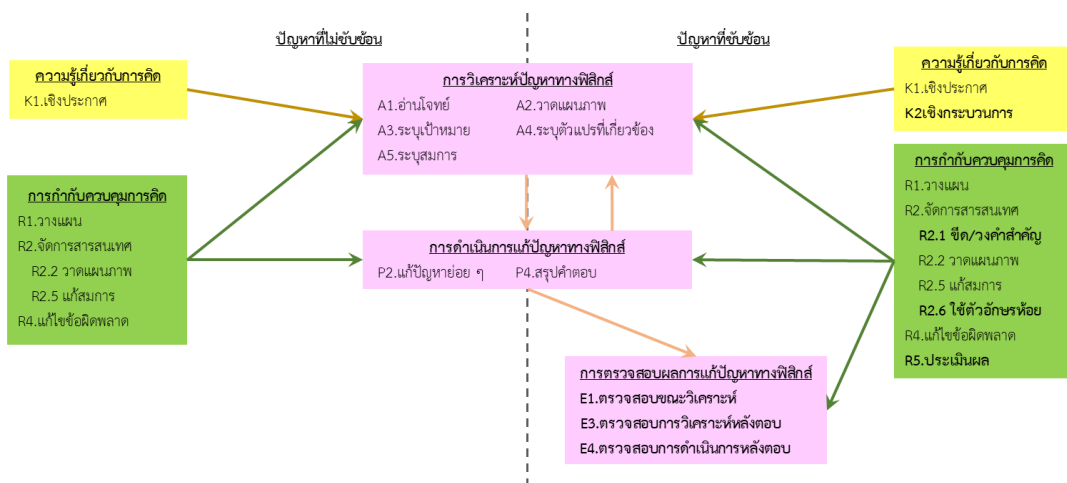 ปัญหาที่ไม่ซับซ้อน
ปัญหาที่ซับซ้อน
ความรู้เกี่ยวกับการคิด
K1.เชิงประกาศ
การกำกับควบคุมการคิด
R1.วางแผน
R2.จัดการสารสนเทศ
R2.2 วาดแผนภาพ
R2.5 แก้สมการ
R4.แก้ไขข้อผิดพลาด
การวิเคราะห์ปัญหาทางฟิสิกส์
A1.อ่านโจทย์ A2.วาดแผนภาพ
A3.ระบุเป้าหมาย A4.ระบุตัวแปรที่เกี่ยวข้อง
A5.ระบุสมการ
การดำเนินการแก้ปัญหาทางฟิสิกส์
P2.แก้ปัญหาย่อย ๆ P4.สรุปคำตอบ
การตรวจสอบผลการแก้ปัญหาทางฟิสิกส์
E1.ตรวจสอบขณะวิเคราะห์
E3.ตรวจสอบการวิเคราะห์หลังตอบ
E4.ตรวจสอบการดำเนินการหลังตอบ
ความรู้เกี่ยวกับการคิด
K1.เชิงประกาศ
K2เชิงกระบวนการ
การกำกับควบคุมการคิด
R1.วางแผน
R2.จัดการสารสนเทศ
R2.1 ขีด/วงคำสำคัญ
R2.2 วาดแผนภาพ
R2.5 แก้สมการ
R2.6 ใช้ตัวอักษรห้อย
R4.แก้ไขข้อผิดพลาด
R5.ประเมินผล